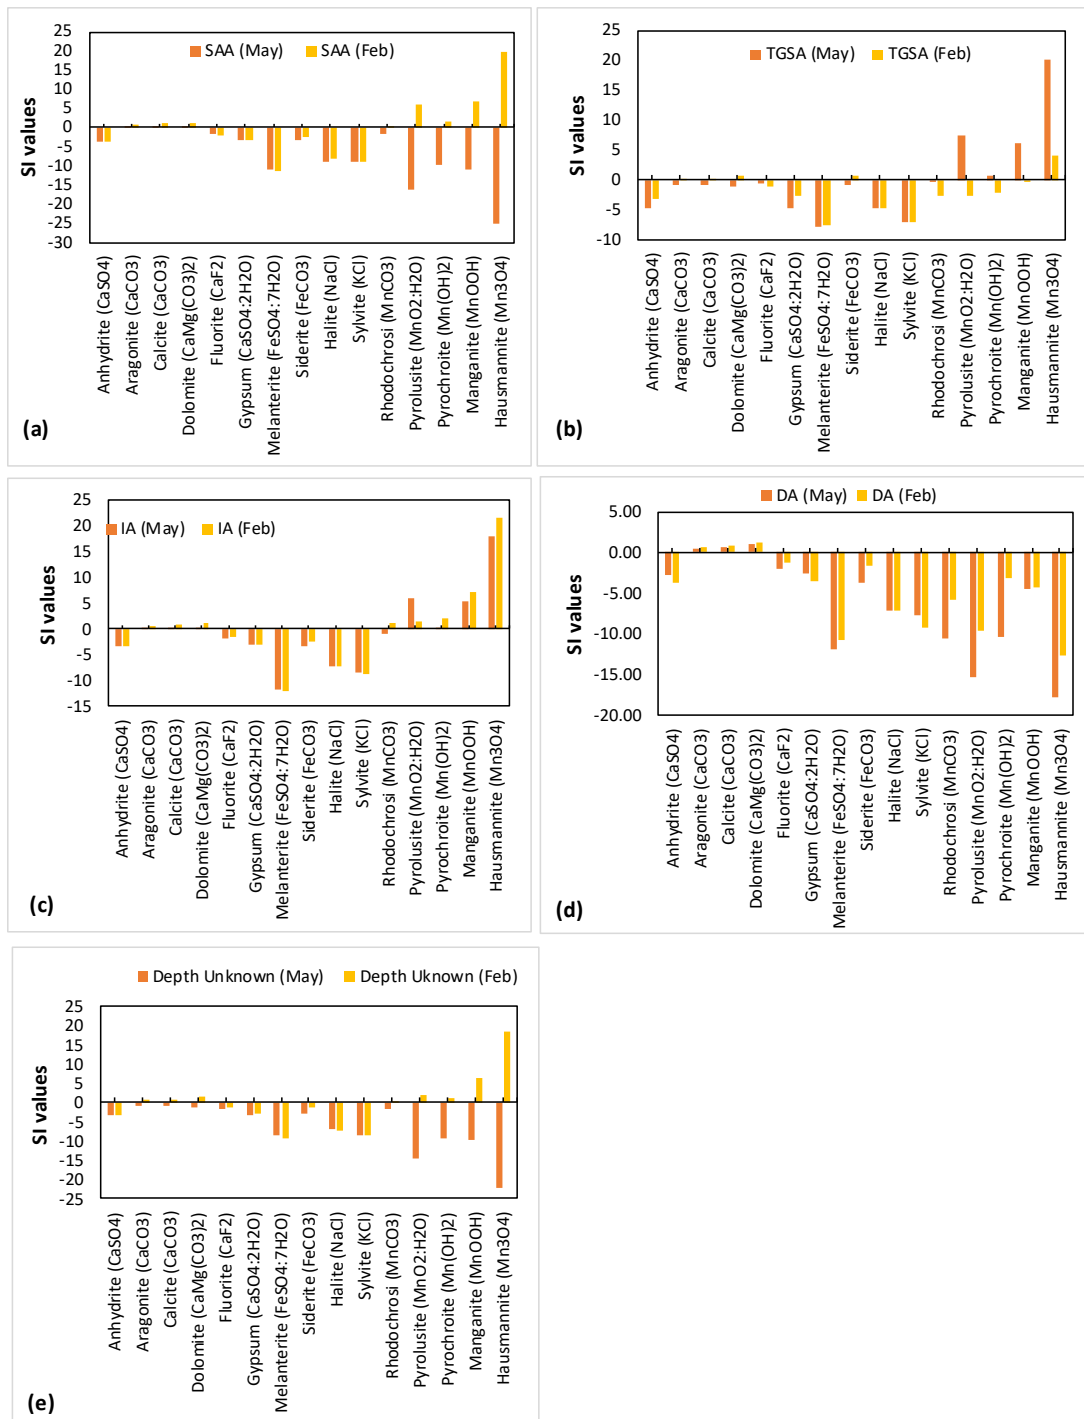 25
20
15
10
5
0
-5
-10
-15
-20
-25
-30
SI values
SAA (May) SAA (Feb)
Anhydrite (CaSO4)
Aragonite (CaCO3)
Calcite (CaCO3)
Dolomite (CaMg(CO3)2)
Fluorite (CaF2)
Gypsum (CaSO4:2H2O)
Melanterite (FeSO4:7H2O)
Siderite (FeCO3)
Halite (NaCl)
Sylvite (KCl)
Rhodochrosi (MnCO3)
Pyrolusite (MnO2:H2O)
Pyrochroite (Mn(OH)2)
Manganite (MnOOH)
Hausmannite (Mn3O4)
(a)
25
20
15
10
5
0
-5
-10
SI values
TGSA (May) TGSA (Feb)
Anhydrite (CaSO4)
Aragonite (CaCO3)
Calcite (CaCO3)
Dolomite (CaMg(CO3)2)
Fluorite (CaF2)
Gypsum (CaSO4:2H2O)
Melanterite (FeSO4:7H2O)
Siderite (FeCO3)
Halite (NaCl)
Sylvite (KCl)
Rhodochrosi (MnCO3)
Pyrolusite (MnO2:H2O)
Pyrochroite (Mn(OH)2
Manganite (MnOOH)
Hausmannite (Mn3O4)
(b)
25
20
15
10
5
0
-5
-10
-15
SI values
IA (May) IA (Feb)
Anhydrite (CaSO4)
Aragonite (CaCO3)
Calcite (CaCO3)
Dolomite (CaMg(CO3)2)
Fluorite (CaF2)
Gypsum (CaSO4:2H2O)
Melanterite (FeSO4:7H2O)
Siderite (FeCO3)
Halite (NaCl)
Sylvite (KCl)
Rhodochrosi (MnCO3)
Pyrolusite (MnO2:H2O)
Pyrochroite (Mn(OH)2
Manganite (MnOOH)
Hausmannite (Mn3O4)
(c)
5.00
0.00
-5.00
-10.00
-15.00
-20.00
SI values
DA (May) DA (Feb)
Anhydrite (CaSO4)
Aragonite (CaCO3)
Calcite (CaCO3)
Dolomite (CaMg(CO3)2)
Fluorite (CaF2)
Gypsum (CaSO4:2H2O)
Melanterite (FeSO4:7H2O)
Siderite (FeCO3)
Halite (NaCl)
Sylvite (KCl)
Rhodochrosi (MnCO3)
Pyrolusite (MnO2:H2O)
Pyrochroite (Mn(OH)2
Manganite (MnOOH)
Hausmannite (Mn3O4)
(d)
25
20
15
10
5
0
-5
-10
-15
-20
-25
SI values
Depth Unknown (May) Depth Uknown (Feb)
Anhydrite (CaSO4)
Aragonite (CaCO3)
Calcite (CaCO3)
Dolomite (CaMg(CO3)2)
Fluorite (CaF2)
Gypsum (CaSO4:2H2O)
Melanterite (FeSO4:7H2O)
Siderite (FeCO3)
Halite (NaCl)
Sylvite (KCl)
Rhodochrosi (MnCO3)
Pyrolusite (MnO2:H2O)
Pyrochroite (Mn(OH)2
Manganite (MnOOH)
Hausmannite (Mn3O4)
(e)